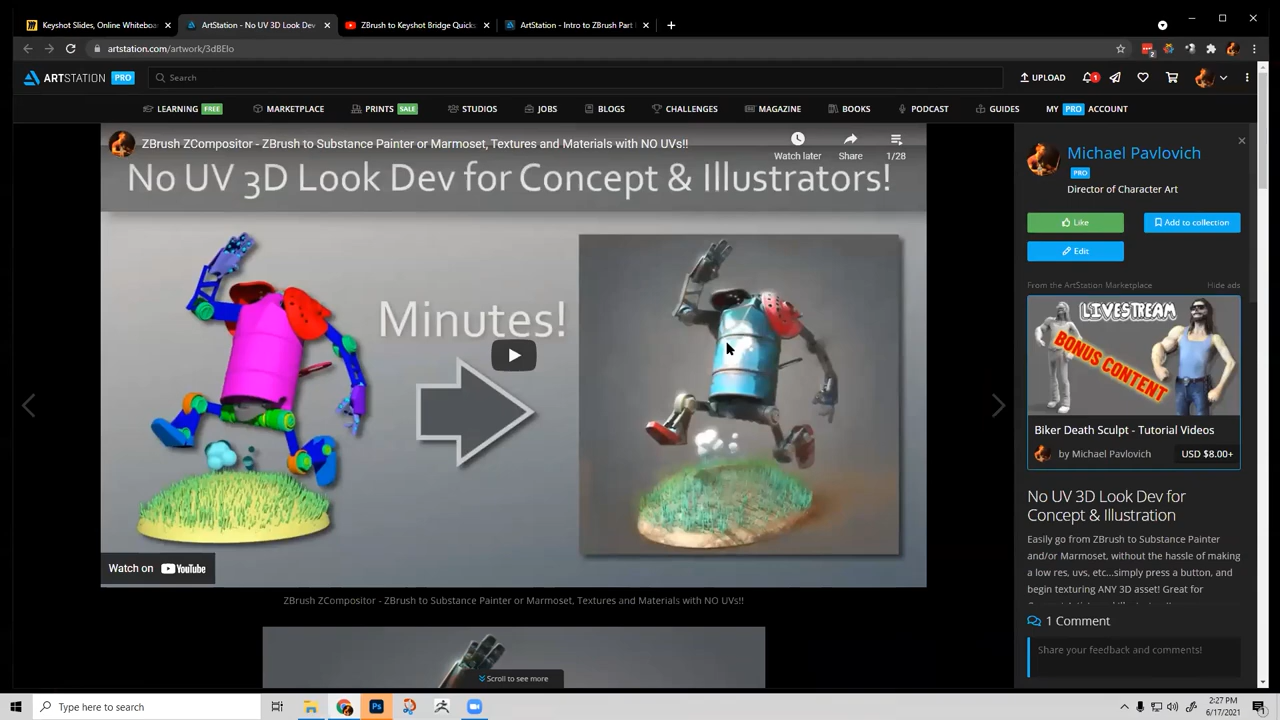 Keyshot Slides, Online Whiteboa
ArtStation - No UV 3D Look Dev
ZBrush to Keyshot Bridge Quicks
ArtStation - Intro to ZBrush Part
artstation.com/artwork/3dBElo
2
ARTSTATION PRO
Search
UPLOAD
1
LEARNING FREE
MARKETPLACE
PRINTS SALE
STUDIOS
JOBS
BLOGS
CHALLENGES
MAGAZINE
BOOKS
PODCAST
GUIDES
MY PRO ACCOUNT
ZBrush ZCompositor - ZBrush to Substance Painter or Marmoset, Textures and Materials with NO UVs!!
Watch later
Share
1/28
No UV 3D Look Dev for Concept & Illustrators!
Minutes!
Watch on YouTube
ZBrush ZCompositor - ZBrush to Substance Painter or Marmoset, Textures and Materials with NO UVs!!
Scroll to see more
Michael Pavlovich
PRO
Director of Character Art
Like
Add to collection
Edit
From the ArtStation Marketplace
Hide ads
LIVESTREAM
BONUS CONTENT
Biker Death Sculpt - Tutorial Videos
by Michael Pavlovich
USD $8.00+
No UV 3D Look Dev for
Concept & Illustration
Easily go from ZBrush to Substance Painter
and/or Marmoset, without the hassle of making
a low res, uvs, etc...simply press a button, and
begin texturing ANY 3D asset! Great for
1 Comment
Share your feedback and comments!
Type here to search
Ps
2:27 PM
6/17/2021
1